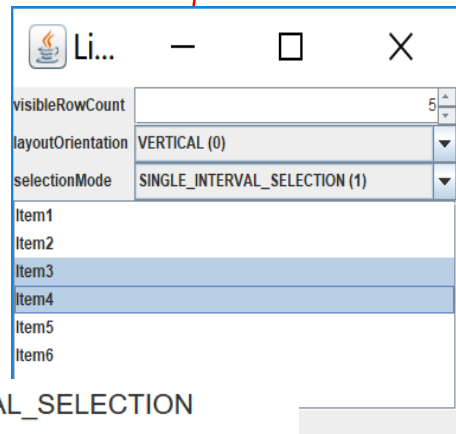 Li...
visibleRowCount 5
layoutOrientation VERTICAL (0)
selectionMode SINGLE_INTERVAL_SELECTION (1)
Item1
Item2
Item3
Item4
Item5
Item6
AL_SELECTION